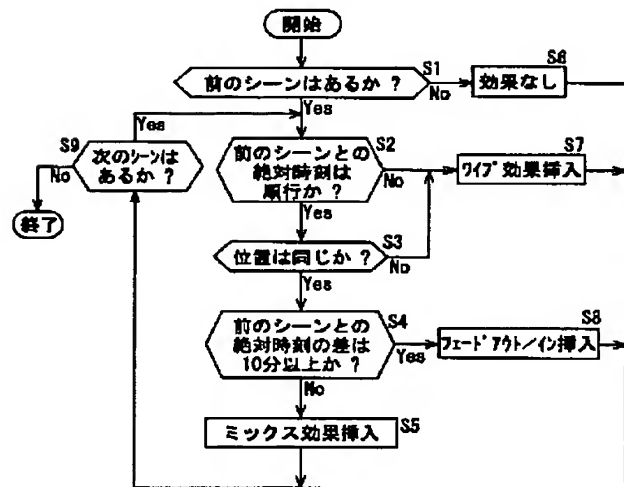 開始
S1
前のシーンはあるか ?
No
Yes
S6
効果なし
Yes
S9
次のシーンは
あるか ?
No
終了
S2
前のシーンとの
絶対時刻は
順行か ?
No
Yes
S7
ワイプ 効果挿入
S3
位置は同じか ?
No
Yes
S4
前のシーンとの
絶対時刻の差は
10分以上か ?
Yes
No
S8
フェードアウト/イン挿入
ミックス効果挿入
S5